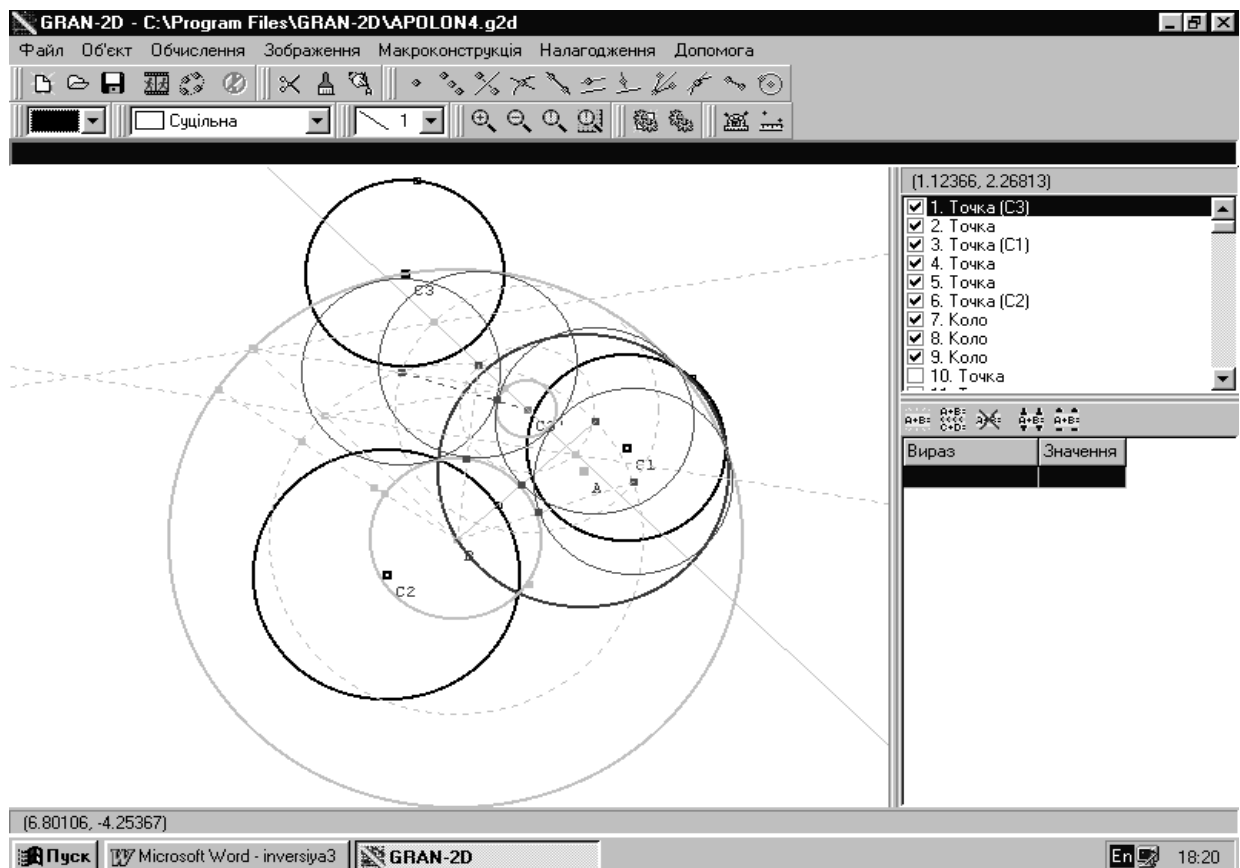 GRAN-2D - C:\Program Files\GRAN-2D\APOLON4.g2d
Файл Об'єкт Обчислення Зображення Макроконструкція Налагодження Допомога
Суцільна 1
(1.12366, 2.26813)
1. Точка (C3)
2. Точка
3. Точка (C1)
4. Точка
5. Точка
6. Точка (C2)
7. Коло
8. Коло
9. Коло
10. Точка
Вираз Значення
C3
C3'
C1
A
B
C2
(6.80106, -4.25367)
Пуск Microsoft Word - inversiya3 GRAN-2D En 18:20